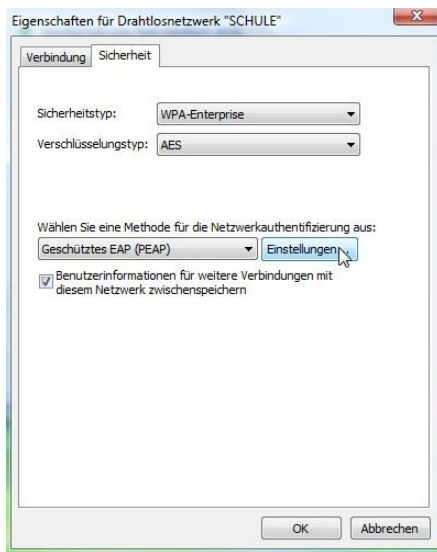 Eigenschaften für Drahtlosnetzwerk "SCHULE"
Verbindung Sicherheit
Sicherheitstyp: WPA-Enterprise
Verschlüsselungstyp: AES
Wählen Sie eine Methode für die Netzwerkauthentifizierung aus:
Geschütztes EAP (PEAP) Einstellungen...
Benutzerinformationen für weitere Verbindungen mit
diesem Netzwerk zwischenspeichern
OK Abbrechen